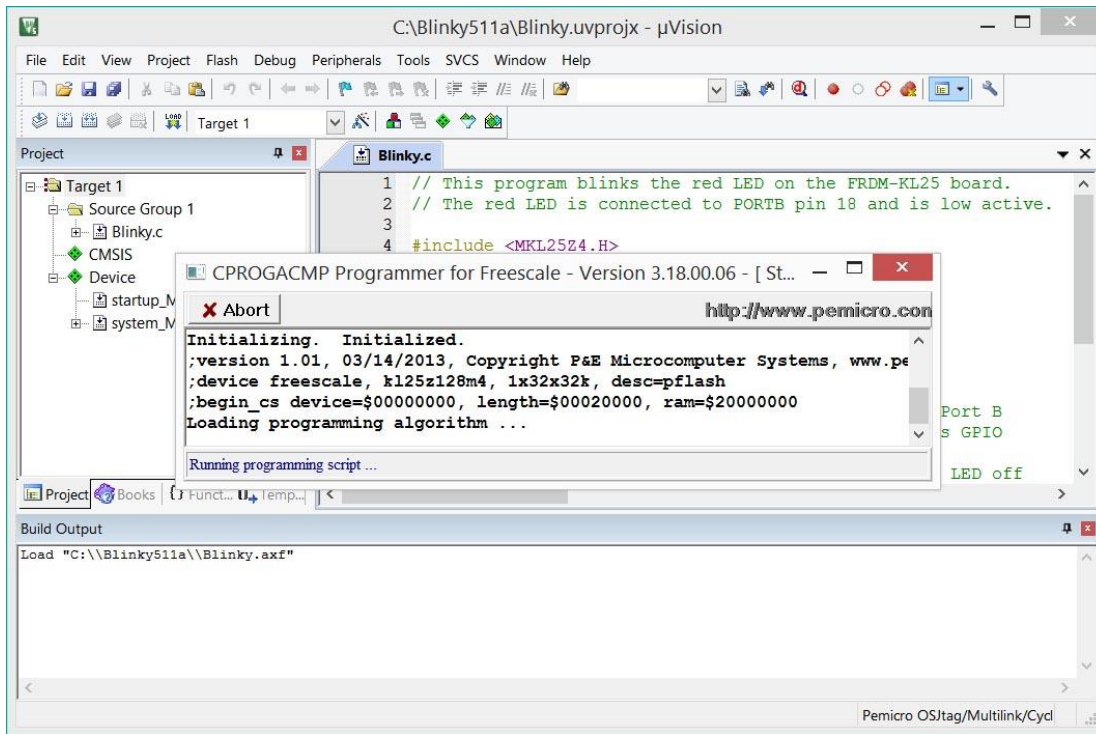 C:\Blinky511a\Blinky.uvprojx - µVision
File Edit View Project Flash Debug Peripherals Tools SVCS Window Help
LOAD Target 1
Project
Blinky.c
Target 1
Source Group 1
Blinky.c
CMSIS
Device
startup_M
system_M
1 // This program blinks the red LED on the FRDM-KL25 board.
2 // The red LED is connected to PORTB pin 18 and is low active.
3
4 #include <MKL25Z4.H>
Port B
s GPIO
LED off
CPROGACMP Programmer for Freescale - Version 3.18.00.06 - [ St...
Abort
http://www.pemicro.con
Initializing. Initialized.
;version 1.01, 03/14/2013, Copyright P&E Microcomputer Systems, www.pe
;device freescale, kl25z128m4, 1x32x32k, desc=pflash
;begin_cs device=$00000000, length=$00020000, ram=$20000000
Loading programming algorithm ...
Running programming script ...
Project Books {} Funct... Temp...
Build Output
Load "C:\\Blinky511a\\Blinky.axf"
Pemicro OSJtag/Multilink/Cycl